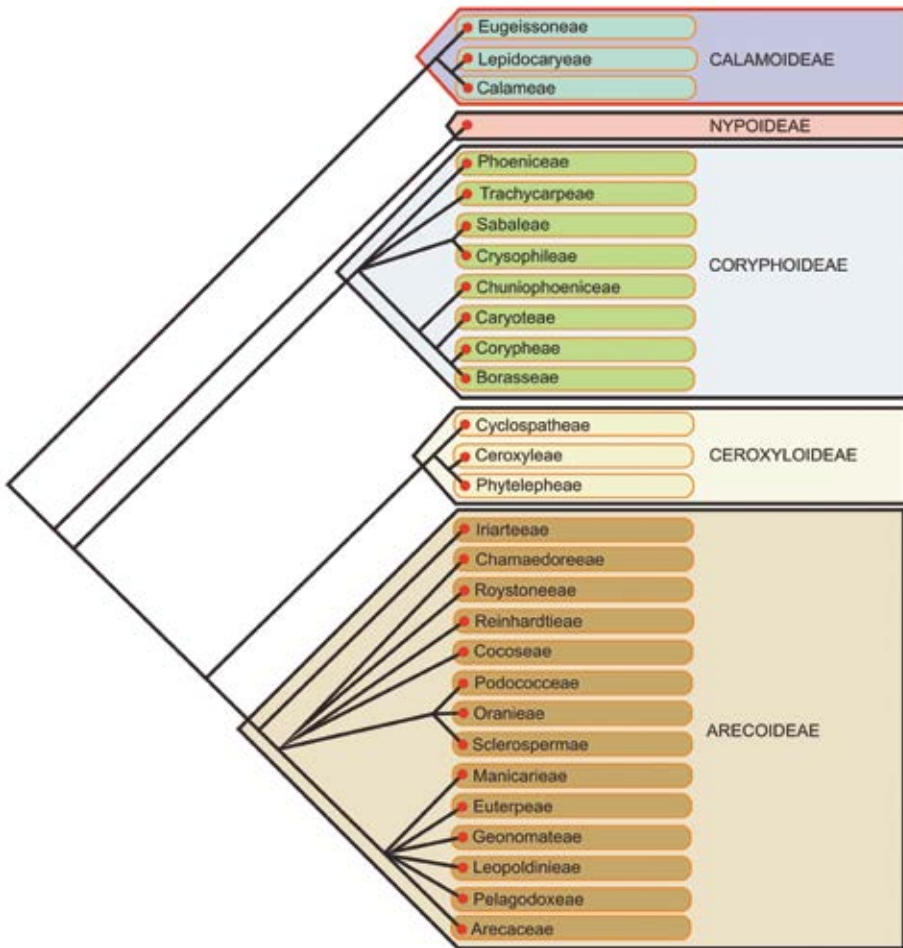 Eugeissoneae
Lepidocaryeae
CALAMOIDEAE
Calameae
NYPOIDEAE
Phoeniceae
Trachycarpeae
Sabaleae
Crysophileae
CORYPHOIDEAE
Chuniophoeniceae
Caryoteae
Corypheae
Borasseae
Cyclospatheae
Ceroxyleae
CEROXYLOIDEAE
Phytelepheae
Iriarteeae
Chamaedoreeae
Roystoneeae
Reinhardtieae
Cocoseae
Podococceae
Oranieae
ARECOIDEAE
Sclerospermae
Manicarieae
Euterpeae
Geonomateae
Leopoldinieae
Pelagodoxeae
Arecaceae